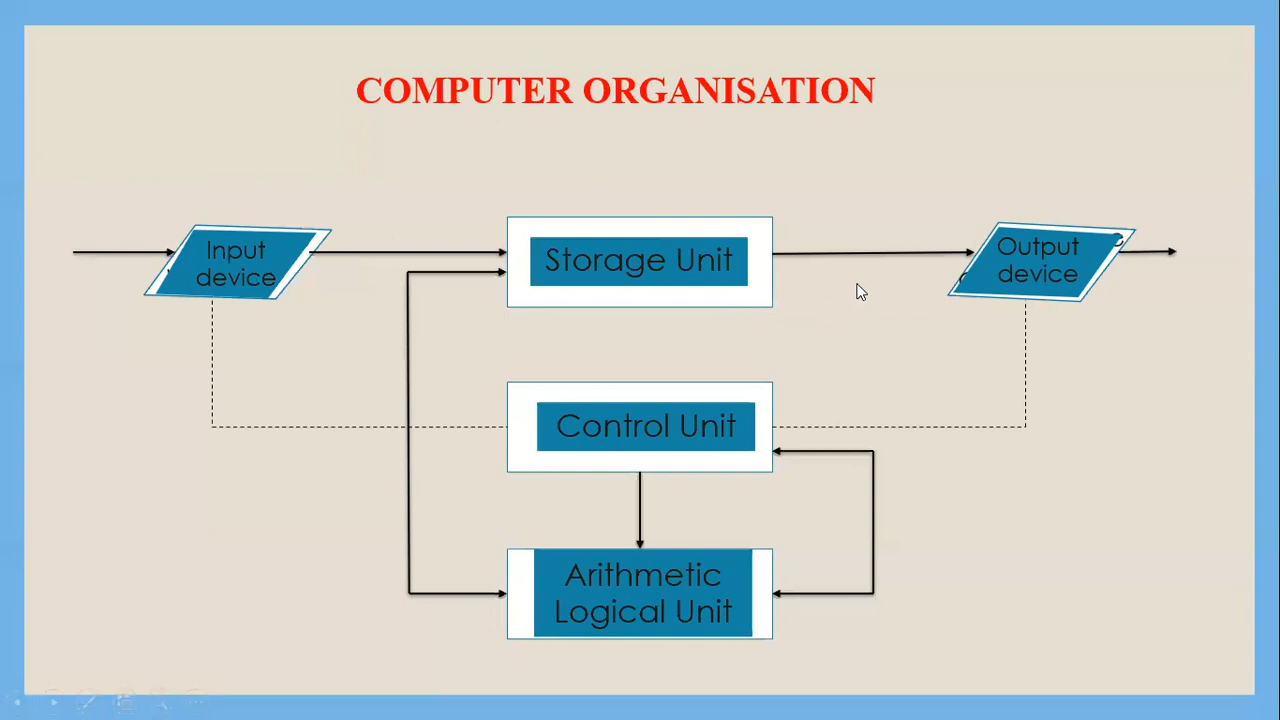 COMPUTER ORGANISATION
Input
device
Storage Unit
Output
device
Control Unit
Arithmetic
Logical Unit